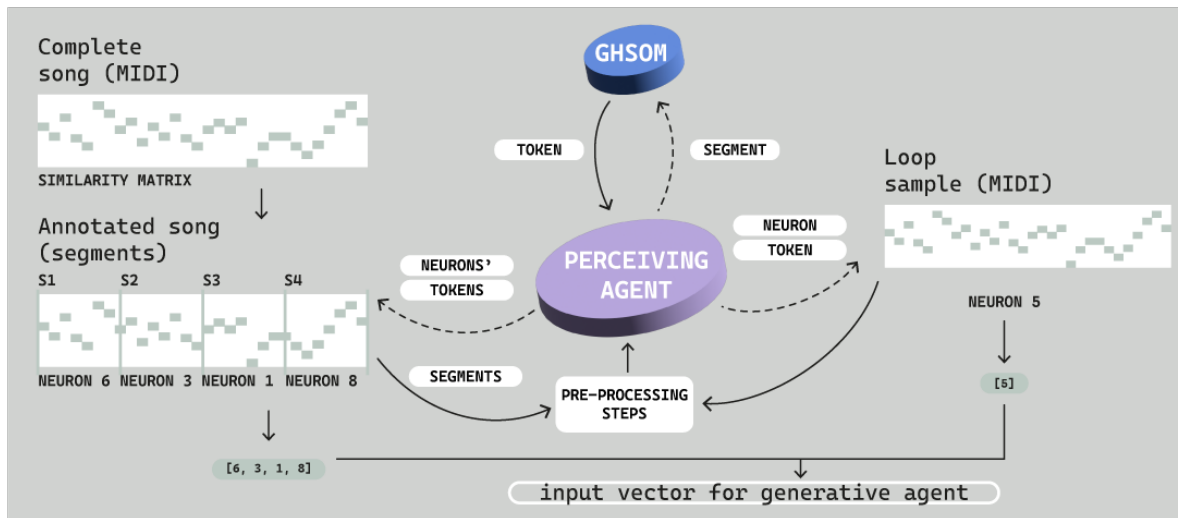 Complete
song (MIDI)
SIMILARITY MATRIX
Annotated song
(segments)
S1 S2 S3 S4
NEURON 6 NEURON 3 NEURON 1 NEURON 8
[6, 3, 1, 8]
GHSOM
TOKEN
SEGMENT
PERCEIVING
AGENT
NEURONS’
TOKENS
NEURON
TOKEN
SEGMENTS
PRE-PROCESSING
STEPS
Loop
sample (MIDI)
NEURON 5
[5]
input vector for generative agent